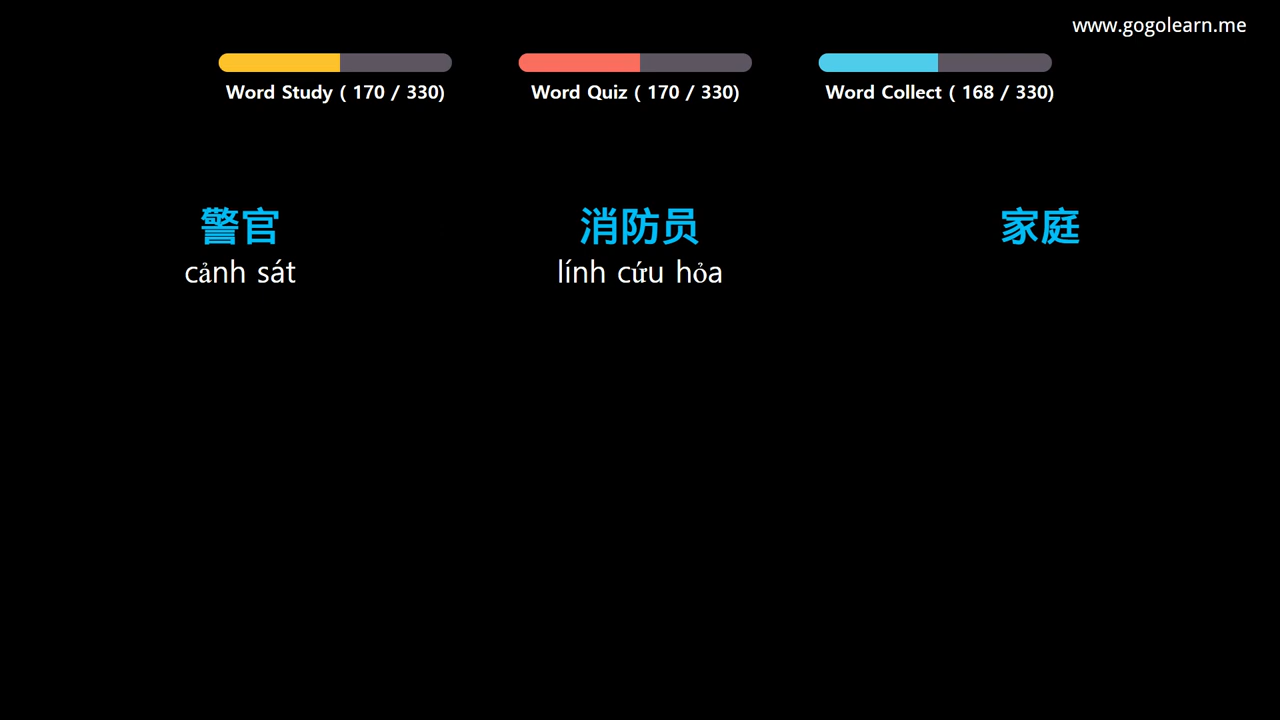 www.gogolearn.me
Word Study ( 170 / 330)
Word Quiz ( 170 / 330)
Word Collect ( 168 / 330)
警官
消防员
家庭
cảnh sát
lính cứu hỏa